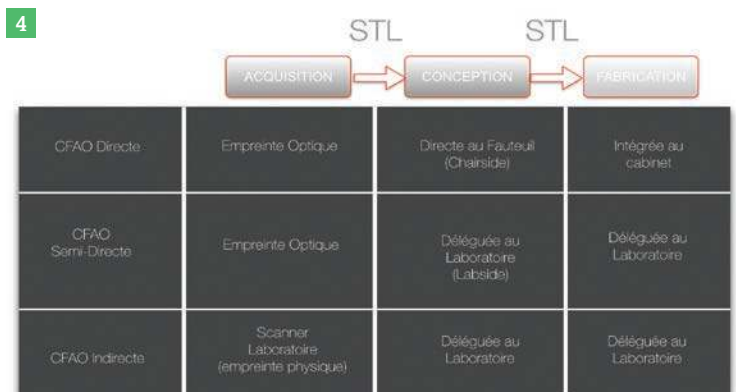 4
STL STL
ACQUISITION CONCEPTION FABRICATION
CFAO Directe
Empreinte Optique
Directe au Fauteuil
(Chairside)
Intégrée au
cabinet
CFAO
Semi-Directe
Empreinte Optique
Déléguée au
Laboratoire
(Labside)
Déléguée au
Laboratoire
CFAO Indirecte
Scanner
Laboratoire
(empreinte physique)
Déléguée au
Laboratoire
Déléguée au
Laboratoire